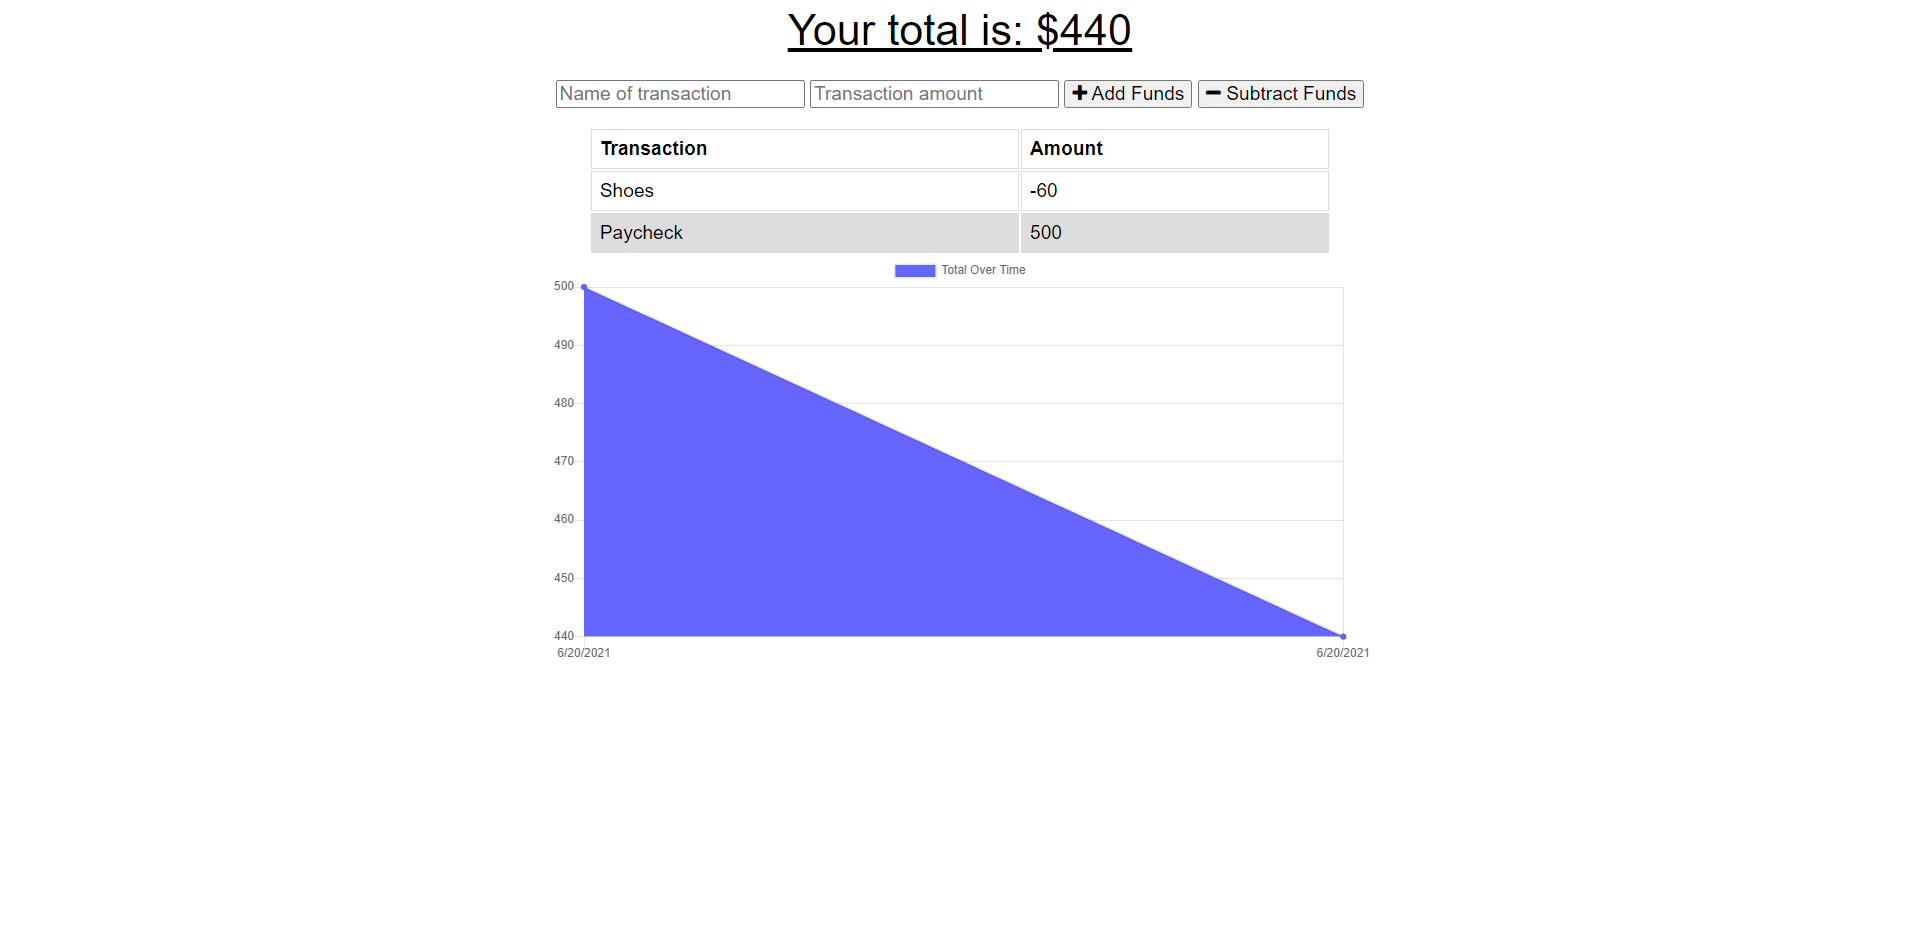 Your total is: $440
Name of transaction Transaction amount Add Funds Subtract Funds
Transaction Amount
Shoes -60
Paycheck 500
Total Over Time
500
490
480
470
460
450
440
6/20/2021 6/20/2021